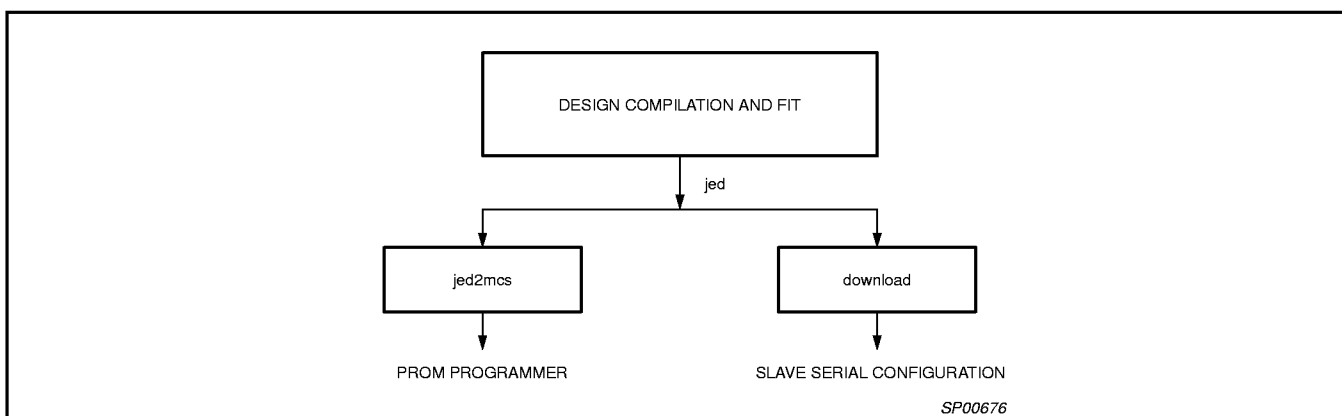 DESIGN COMPILATION AND FIT
jed
jed2mcs
download
PROM PROGRAMMER
SLAVE SERIAL CONFIGURATION
SP00676